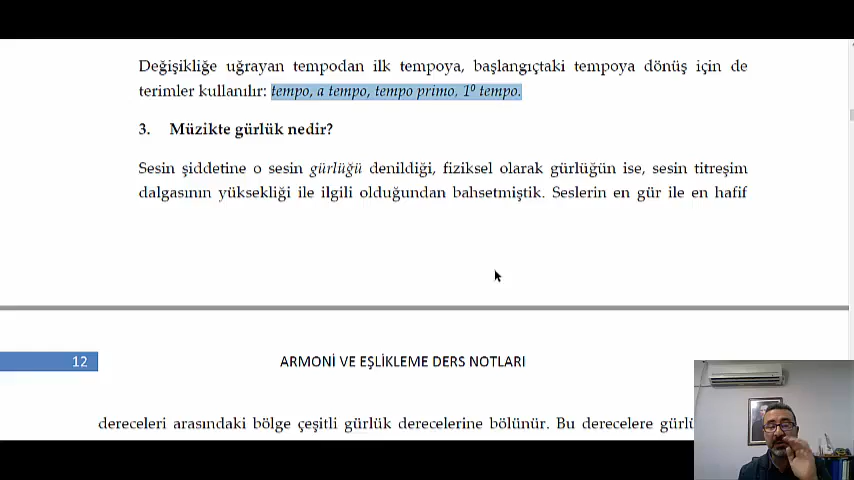 Değişikliğe uğrayan tempodan ilk tempoya, başlangıçtaki tempoya dönüş için de
terimler kullanılır: tempo, a tempo, tempo primo, 1⁰ tempo.
3. Müzikte gürlük nedir?
Sesin şiddetine o sesin gürlüğü denildiği, fiziksel olarak gürlüğün ise, sesin titreşim
dalgasının yüksekliği ile ilgili olduğundan bahsetmiştik. Seslerin en gür ile en hafif
12 ARMONİ VE EŞLİKLEME DERS NOTLARI
dereceleri arasındaki bölge çeşitli gürlük derecelerine bölünür. Bu derecelere